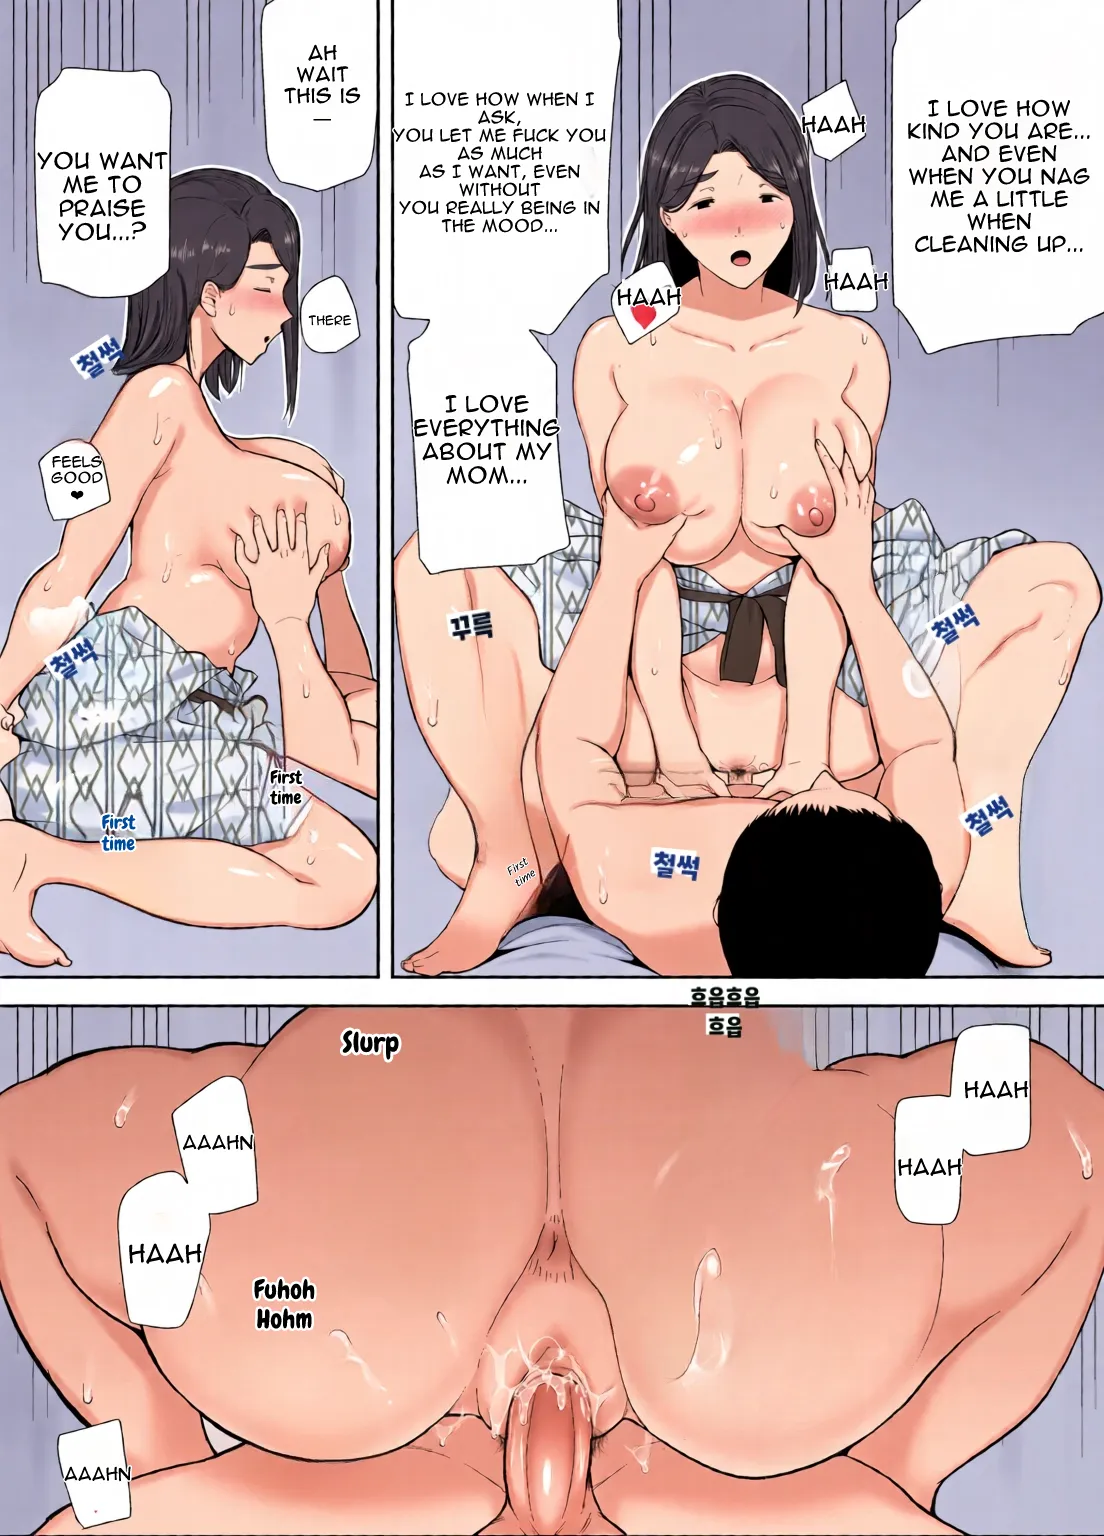 YOU WANT
ME TO
PRAISE
YOU...?
AH
WAIT
THIS IS
—
THERE
철썩
FEELS
GOOD
❤
철썩
First
time
First
time
I LOVE HOW WHEN I
ASK,
YOU LET ME FUCK YOU
AS MUCH
AS I WANT, EVEN
WITHOUT
YOU REALLY BEING IN
THE MOOD...
HAAH
I LOVE HOW
KIND YOU ARE...
AND EVEN
WHEN YOU NAG
ME A LITTLE
WHEN
CLEANING UP...
HAAH
HAAH
I LOVE
EVERYTHING
ABOUT MY
MOM...
꾸륵
철썩
철썩
철썩
First
time
흐읍흐읍
흐읍
Slurp
HAAH
HAAH
AAAHN
HAAH
Fuhoh
Hohm
AAAHN